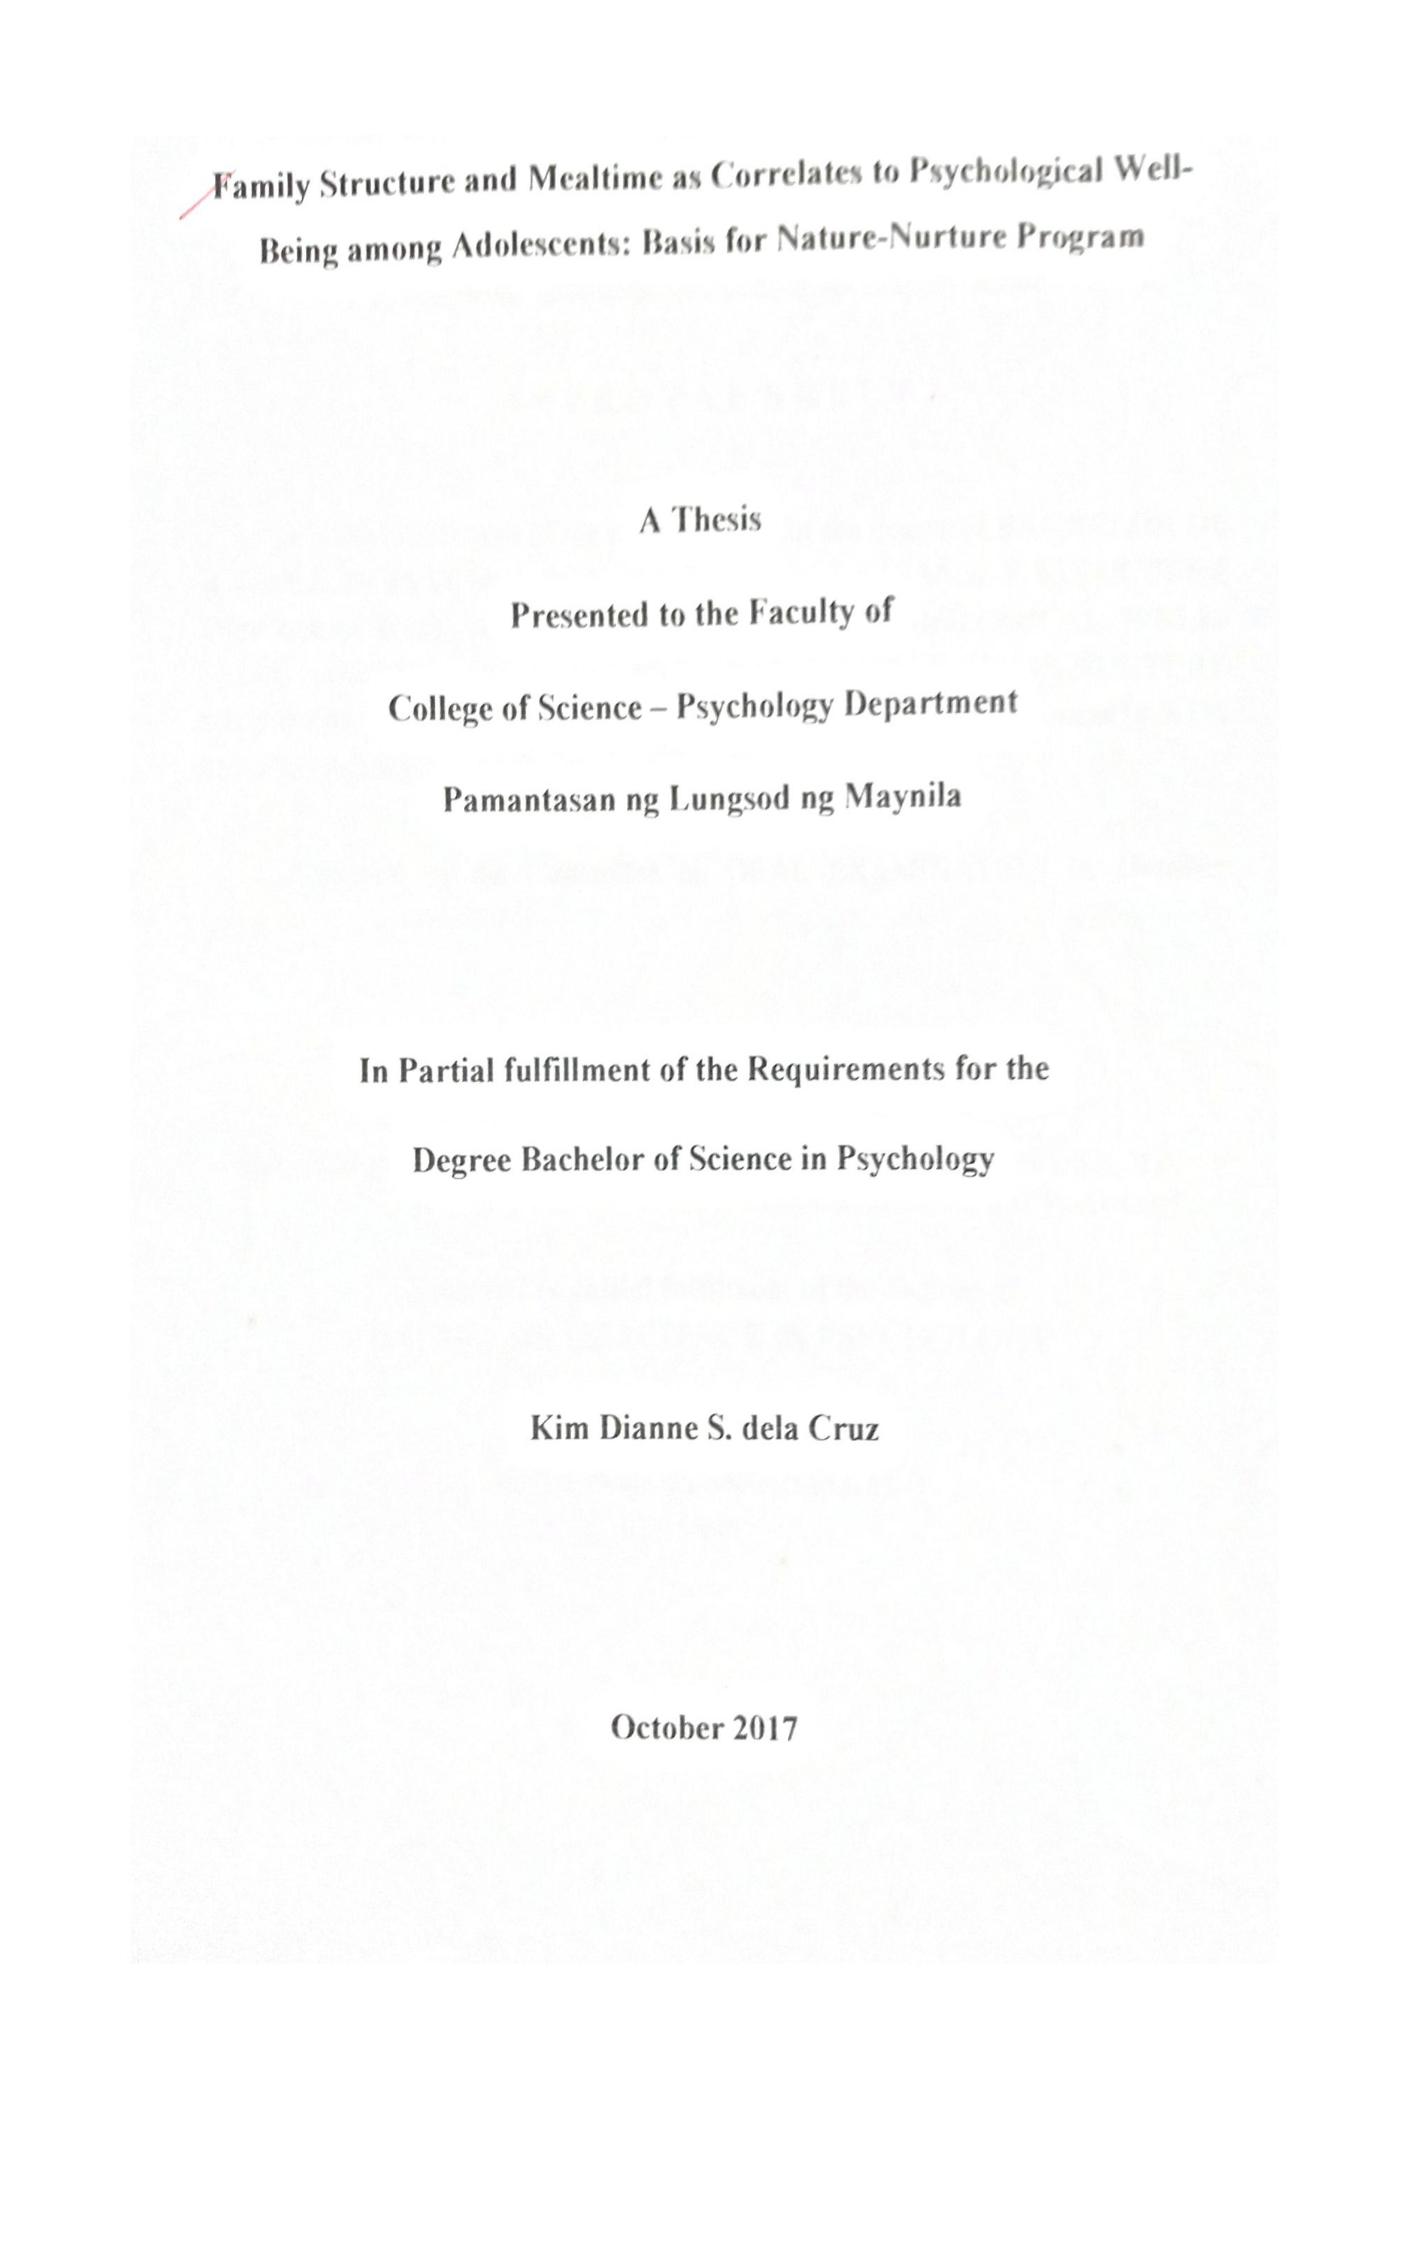 Family Structure and Mealtime as Correlates to Psychological Well-
Being among Adolescents: Basis for Nature-Nurture Program
A Thesis
Presented to the Faculty of
College of Science – Psychology Department
Pamantasan ng Lungsod ng Maynila
In Partial fulfillment of the Requirements for the
Degree Bachelor of Science in Psychology
Kim Dianne S. dela Cruz
October 2017